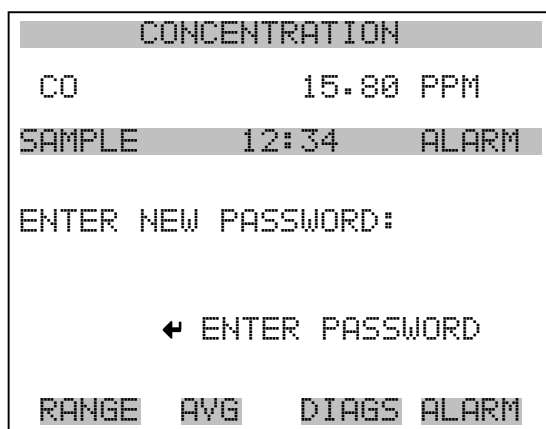 CONCENTRATION
CO 15.80 PPM
SAMPLE 12:34 ALARM
ENTER NEW PASSWORD:
↵ ENTER PASSWORD
RANGE AVG DIAGS ALARM